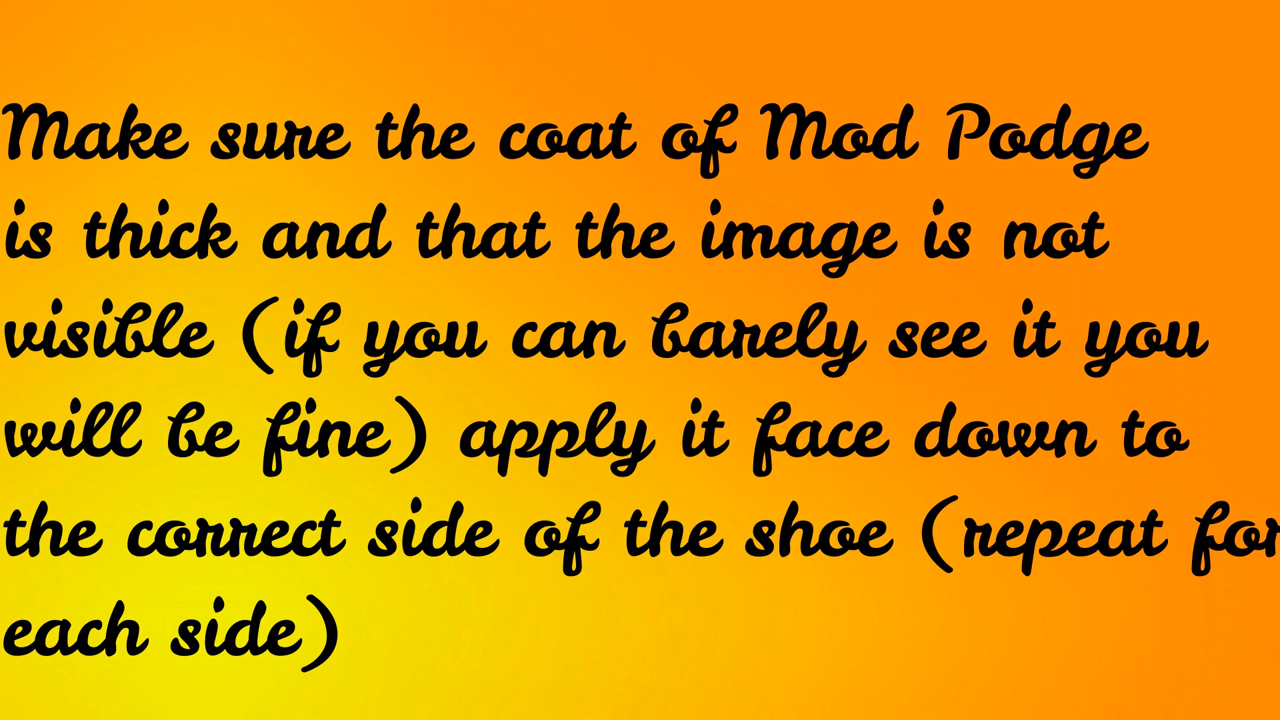 Make sure the coat of Mod Podge
is thick and that the image is not
visible (if you can barely see it you
will be fine) apply it face down to
the correct side of the shoe (repeat for
each side)